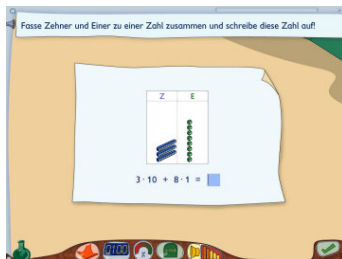 Fasse Zehner und Einer zu einer Zahl zusammen und schreibe diese Zahl auf!
Z E
3 · 10 + 8 · 1 =